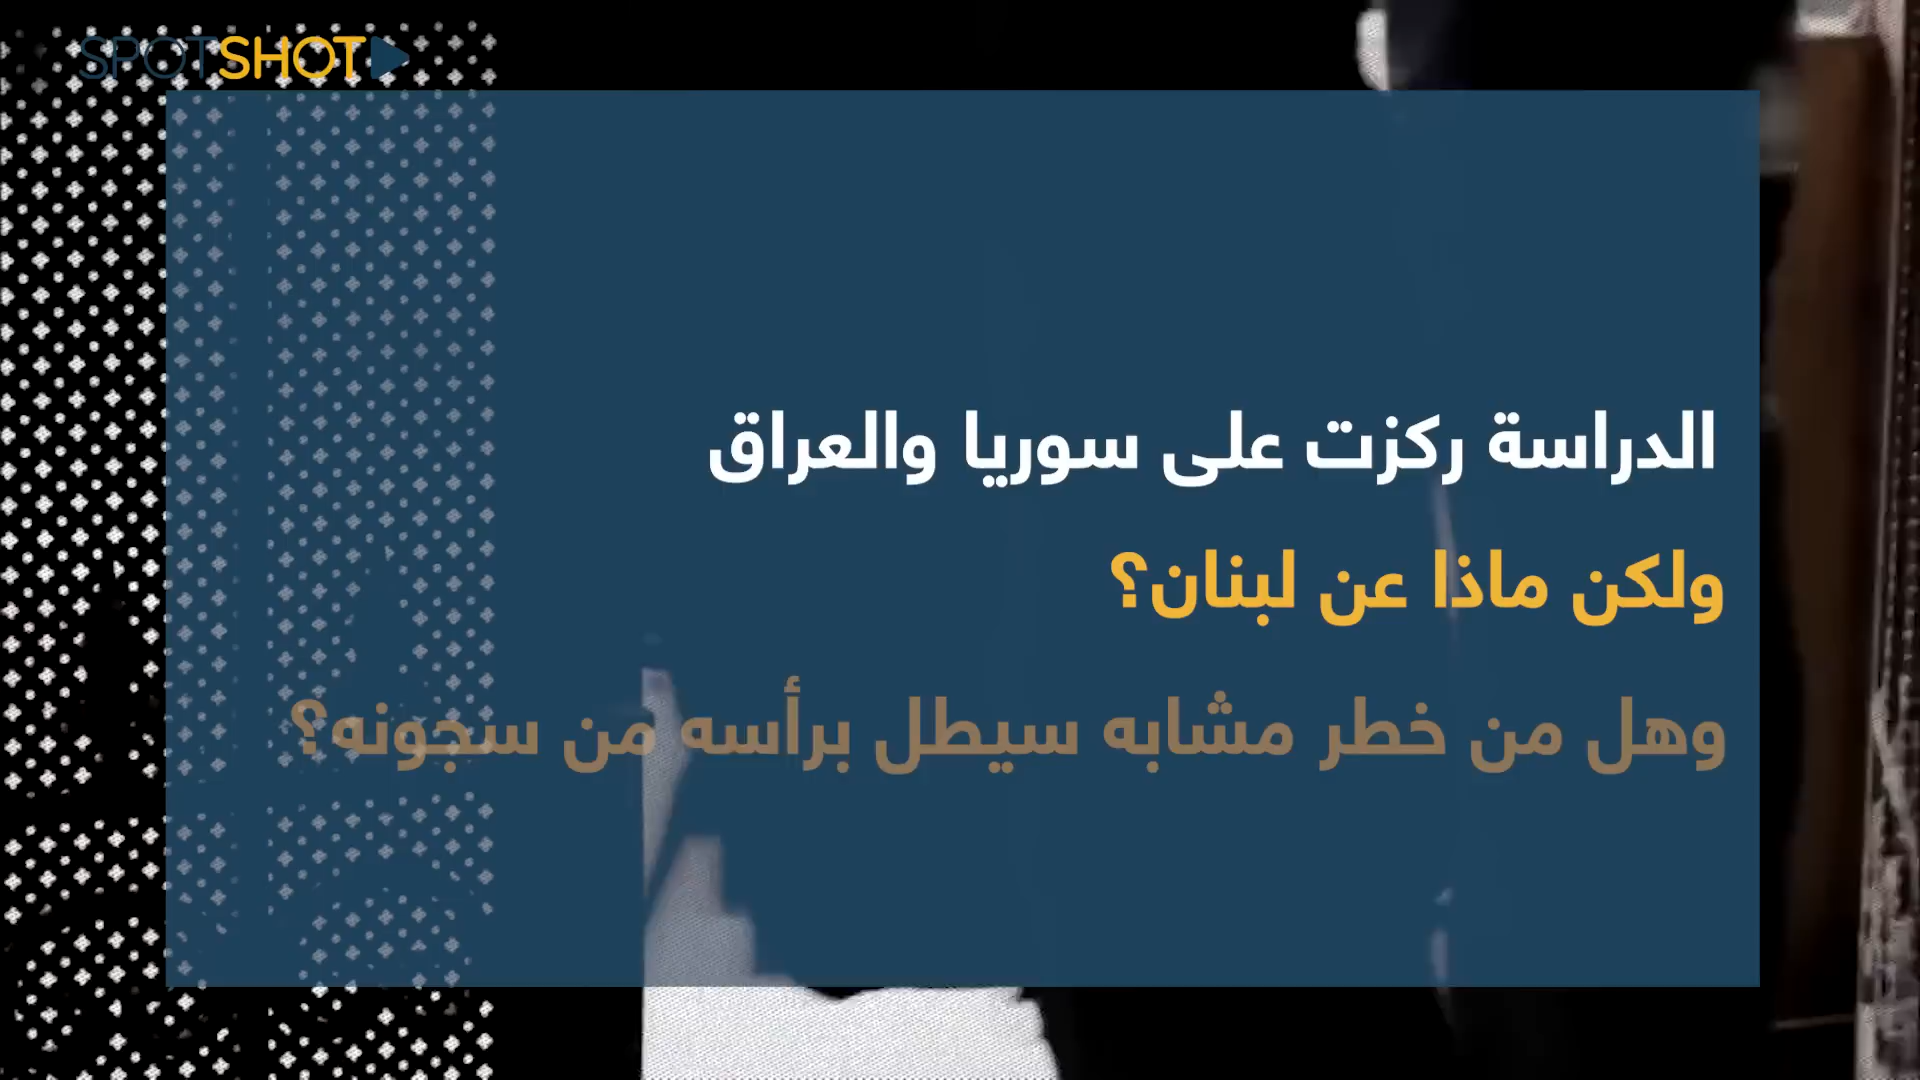 SPOTSHOT
الدراسة ركزت على سوريا والعراق
ولكن ماذا عن لبنان؟
وهل من خطر مشابه سيطل برأسه من سجونه؟